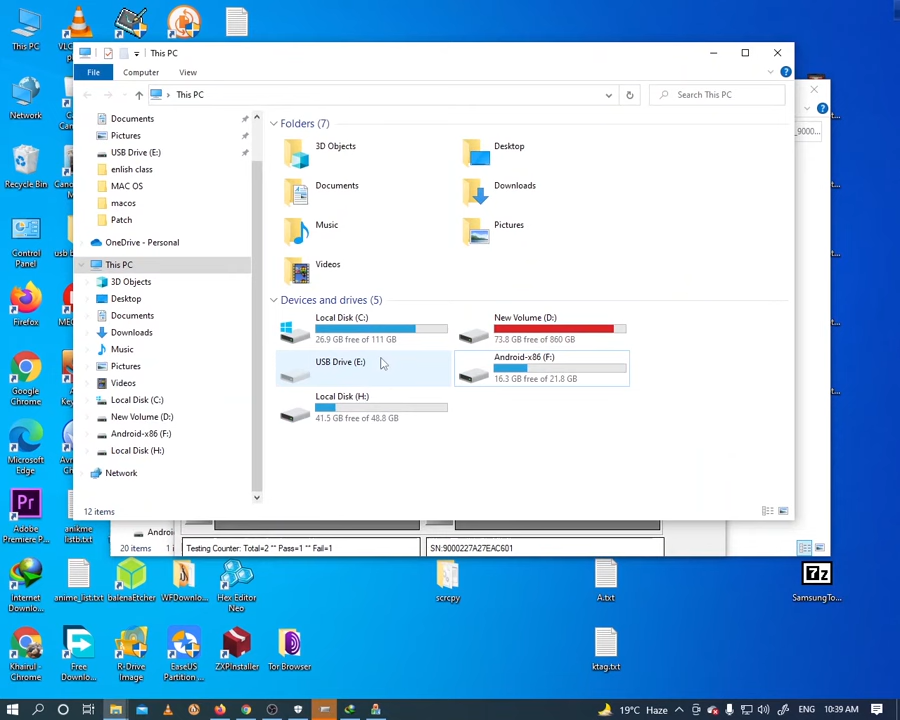 This PC
This PC
File
Computer
View
This PC
Search This PC
Documents
Pictures
USB Drive (E:)
enlish class
MAC OS
macos
Patch
OneDrive - Personal
This PC
3D Objects
Desktop
Documents
Downloads
Music
Pictures
Videos
Local Disk (C:)
New Volume (D:)
Android-x86 (F:)
Local Disk (H:)
Network
12 items
Folders (7)
3D Objects
Desktop
Documents
Downloads
Music
Pictures
Videos
Devices and drives (5)
Local Disk (C:)
26.9 GB free of 111 GB
New Volume (D:)
73.8 GB free of 860 GB
USB Drive (E:)
Android-x86 (F:)
16.3 GB free of 21.8 GB
Local Disk (H:)
41.5 GB free of 48.8 GB
_9000...
Androi
20 items
Testing Counter: Total=2 ** Pass=1 ** Fail=1
SN:9000227A27EAC601
Network
Recycle Bin
Control
Panel
Firefox
Google
Chrome
Microsoft
Edge
Adobe
Premiere P...
anikme
listb.txt
Internet
Downlo...
anime_list.txt
balenaEtcher
WFDownlo...
Hex Editor
Neo
scrcpy
A.txt
SamsungTo...
Khairul -
Chrome
Free
Downlo...
R-Drive
Image
EaseUS
Partition ...
ZXPInstaller
Tor Browser
ktag.txt
19°C Haze
ENG
10:39 AM